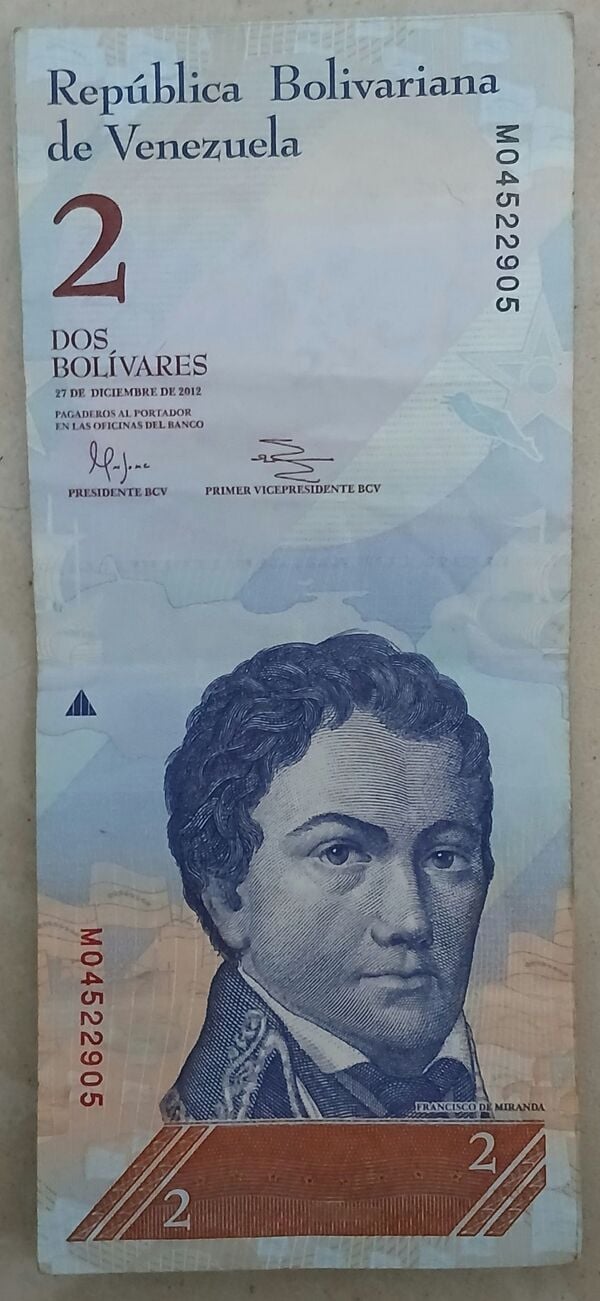 República Bolivariana
de Venezuela
M04522905
2
DOS
BOLÍVARES
27 DE DICIEMBRE DE 2012
PAGADEROS AL PORTADOR
EN LAS OFICINAS DEL BANCO
PRESIDENTE BCV
PRIMER VICEPRESIDENTE BCV
M04522905
FRANCISCO DE MIRANDA
2
2